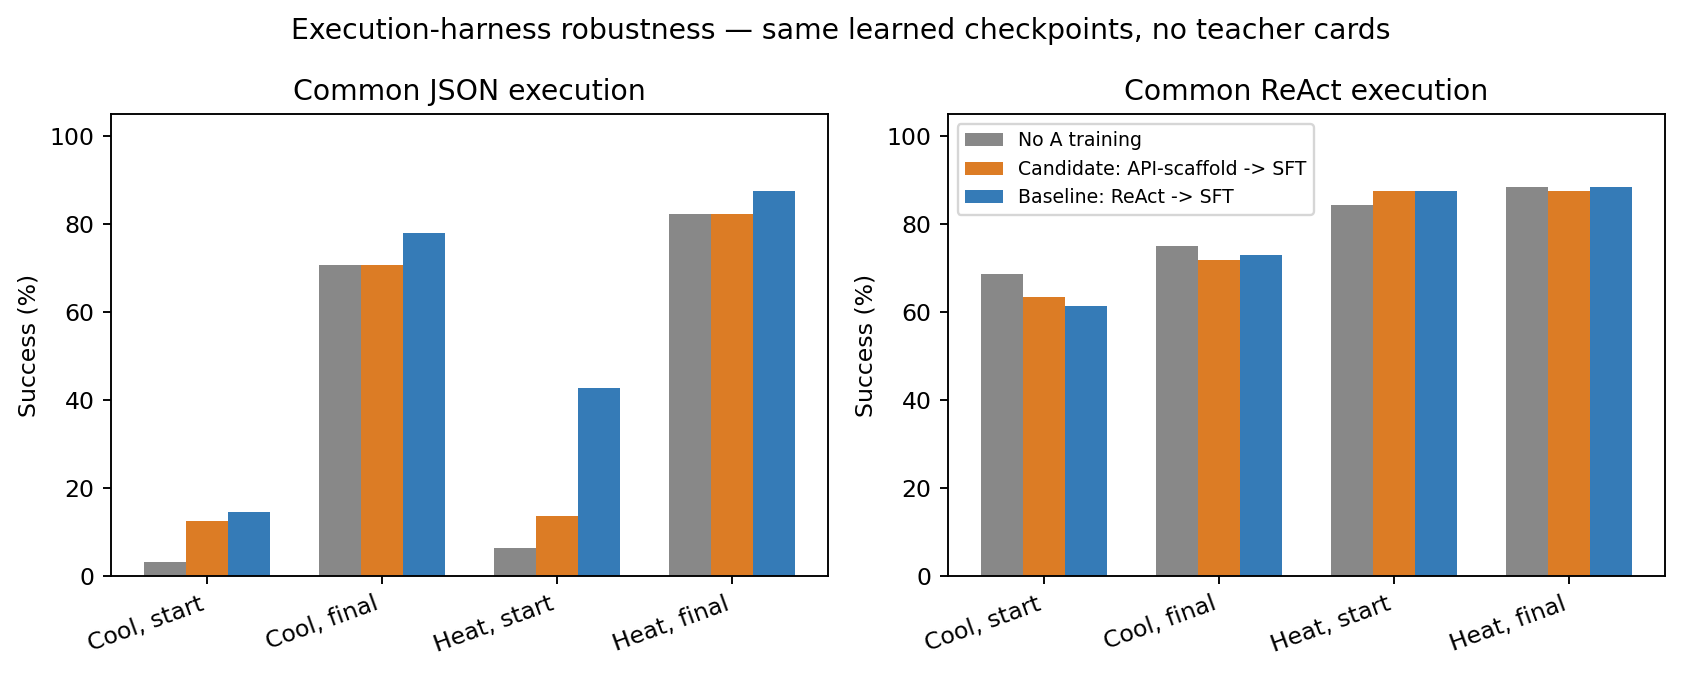 Execution-harness robustness — same learned checkpoints, no teacher cards
Common JSON execution
Success (%)
100
80
60
40
20
0
Cool, start
Cool, final
Heat, start
Heat, final
Common ReAct execution
No A training
Candidate: API-scaffold -> SFT
Baseline: ReAct -> SFT
Success (%)
100
80
60
40
20
0
Cool, start
Cool, final
Heat, start
Heat, final